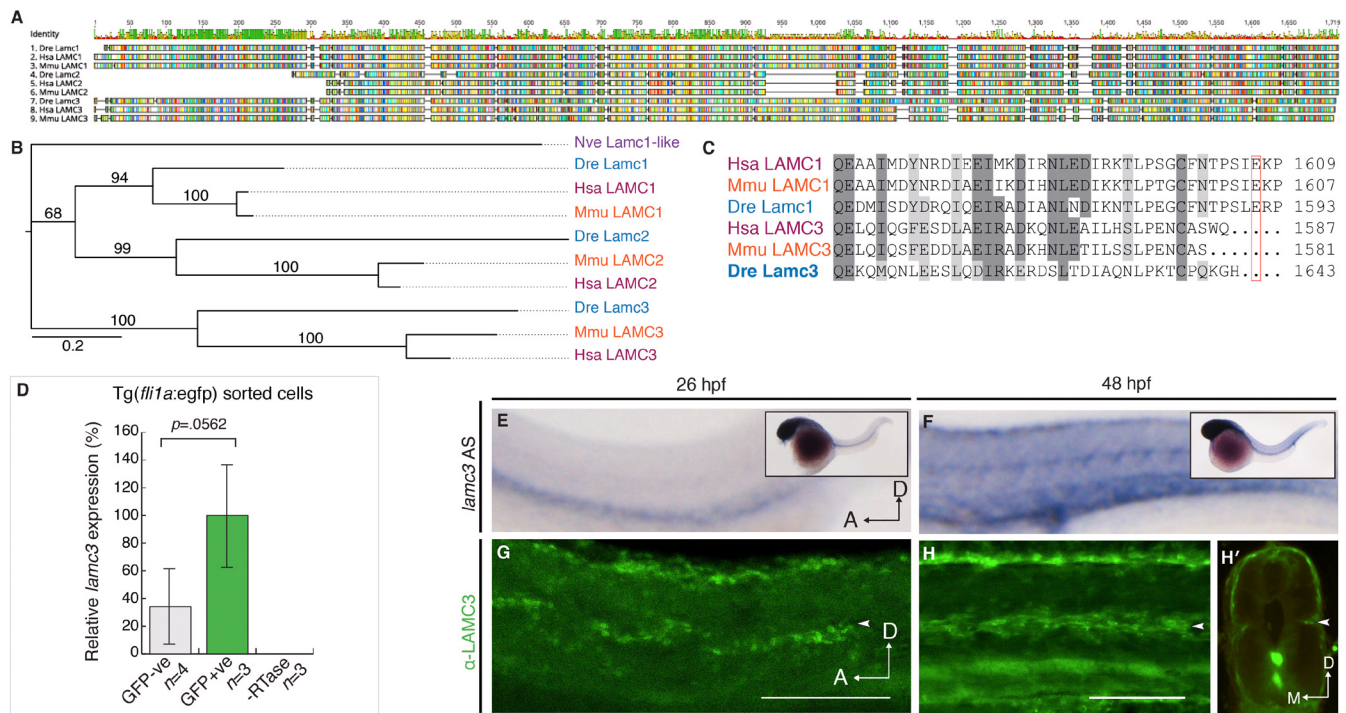 A
1 50 100 150 200 250 300 350 400 450 500 550 600 650 700 750 800 850 900 950 1,000 1,050 1,100 1,150 1,200 1,250 1,300 1,350 1,400 1,450 1,500 1,550 1,600 1,650 1,719
Identity
1. Dre Lamc1
2. Hsa LAMC1
3. Mmu LAMC1
4. Dre Lamc2
5. Hsa LAMC2
6. Mmu LAMC2
7. Dre Lamc3
8. Hsa LAMC3
9. Mmu LAMC3
B
Nve Lamc1-like
Dre Lamc1
Hsa LAMC1
Mmu LAMC1
Dre Lamc2
Mmu LAMC2
Hsa LAMC2
Dre Lamc3
Mmu LAMC3
Hsa LAMC3
94
100
68
99
100
100
100
0.2
C
Hsa LAMC1 QEAAIMDYNRDIEEIMKDIRNLEDIRKTLPSGCFNTPSIEKP 1609
Mmu LAMC1 QEAAIMDYNRDIAEIIKDIHNLEDIKKTLPTGCFNTPSIEKP 1607
Dre Lamc1 QEDMISDYDRQIQEIRADIANLNDIKNTLPEGCFNTPSLERP 1593
Hsa LAMC3 QELQIQGFESDLAEIRADKQNLEAILHSLPENCASWQ..... 1587
Mmu LAMC3 QELQIQSFEDDLAEIRADKHNLETILSSLPENCAS....... 1581
Dre Lamc3 QEKQMQNLEESLQDIRKERDSLTDIAQNLPKTCPQKGH.... 1643
D
Tg(fli1a:egfp) sorted cells
p=.0562
Relative lamc3 expression (%)
160
140
120
100
80
60
40
20
0
GFP-ve n=4
GFP+ve n=3
-RTase n=3
26 hpf
48 hpf
lamc3 AS
E
D
A
F
α-LAMC3
G
D
A
H
H′
D
M